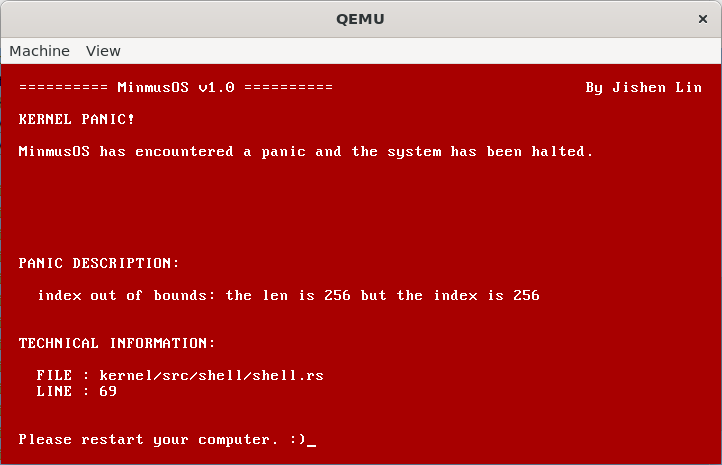 QEMU
×
Machine View
========== MinmusOS v1.0 ========== By Jishen Lin
KERNEL PANIC!
MinmusOS has encountered a panic and the system has been halted.
PANIC DESCRIPTION:
index out of bounds: the len is 256 but the index is 256
TECHNICAL INFORMATION:
FILE : kernel/src/shell/shell.rs
LINE : 69
Please restart your computer. :)_